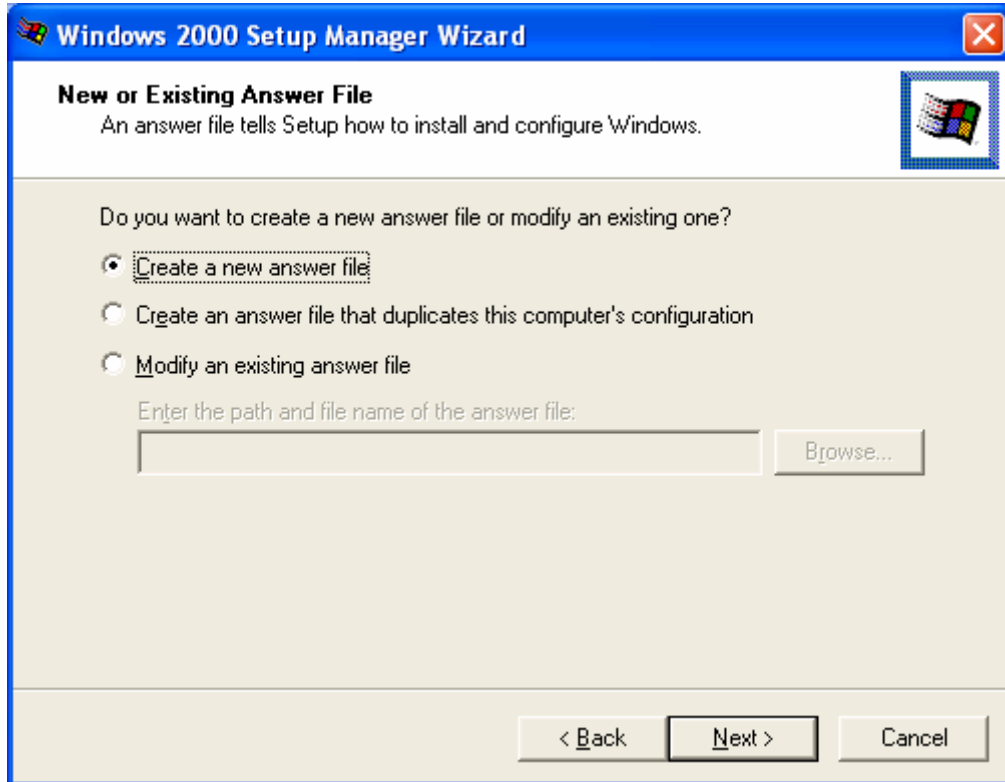 Windows 2000 Setup Manager Wizard
New or Existing Answer File
An answer file tells Setup how to install and configure Windows.
Do you want to create a new answer file or modify an existing one?
Create a new answer file
Create an answer file that duplicates this computer's configuration
Modify an existing answer file
Enter the path and file name of the answer file:
Browse...
< Back Next > Cancel